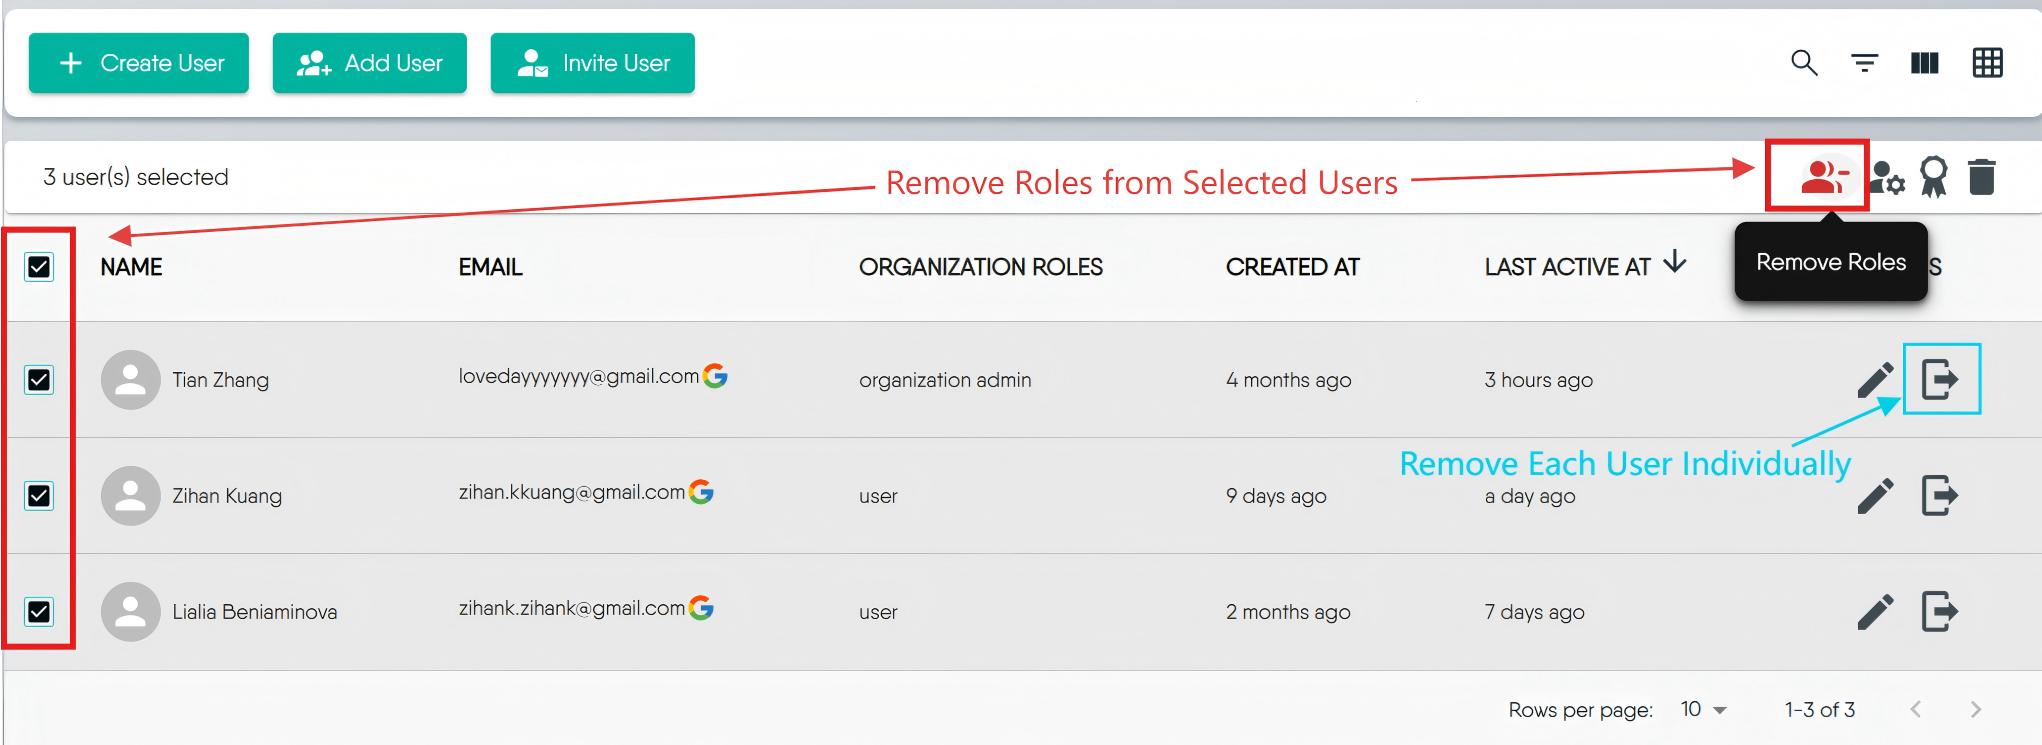 Create User
Add User
Invite User
3 user(s) selected
Remove Roles from Selected Users
Remove Roles
NAME
EMAIL
ORGANIZATION ROLES
CREATED AT
LAST ACTIVE AT
S
Tian Zhang
lovedayyyyyyy@gmail.com
organization admin
4 months ago
3 hours ago
Remove Each User Individually
Zihan Kuang
zihan.kkuang@gmail.com
user
9 days ago
a day ago
Lialia Beniaminova
zihank.zihank@gmail.com
user
2 months ago
7 days ago
Rows per page: 10
1-3 of 3